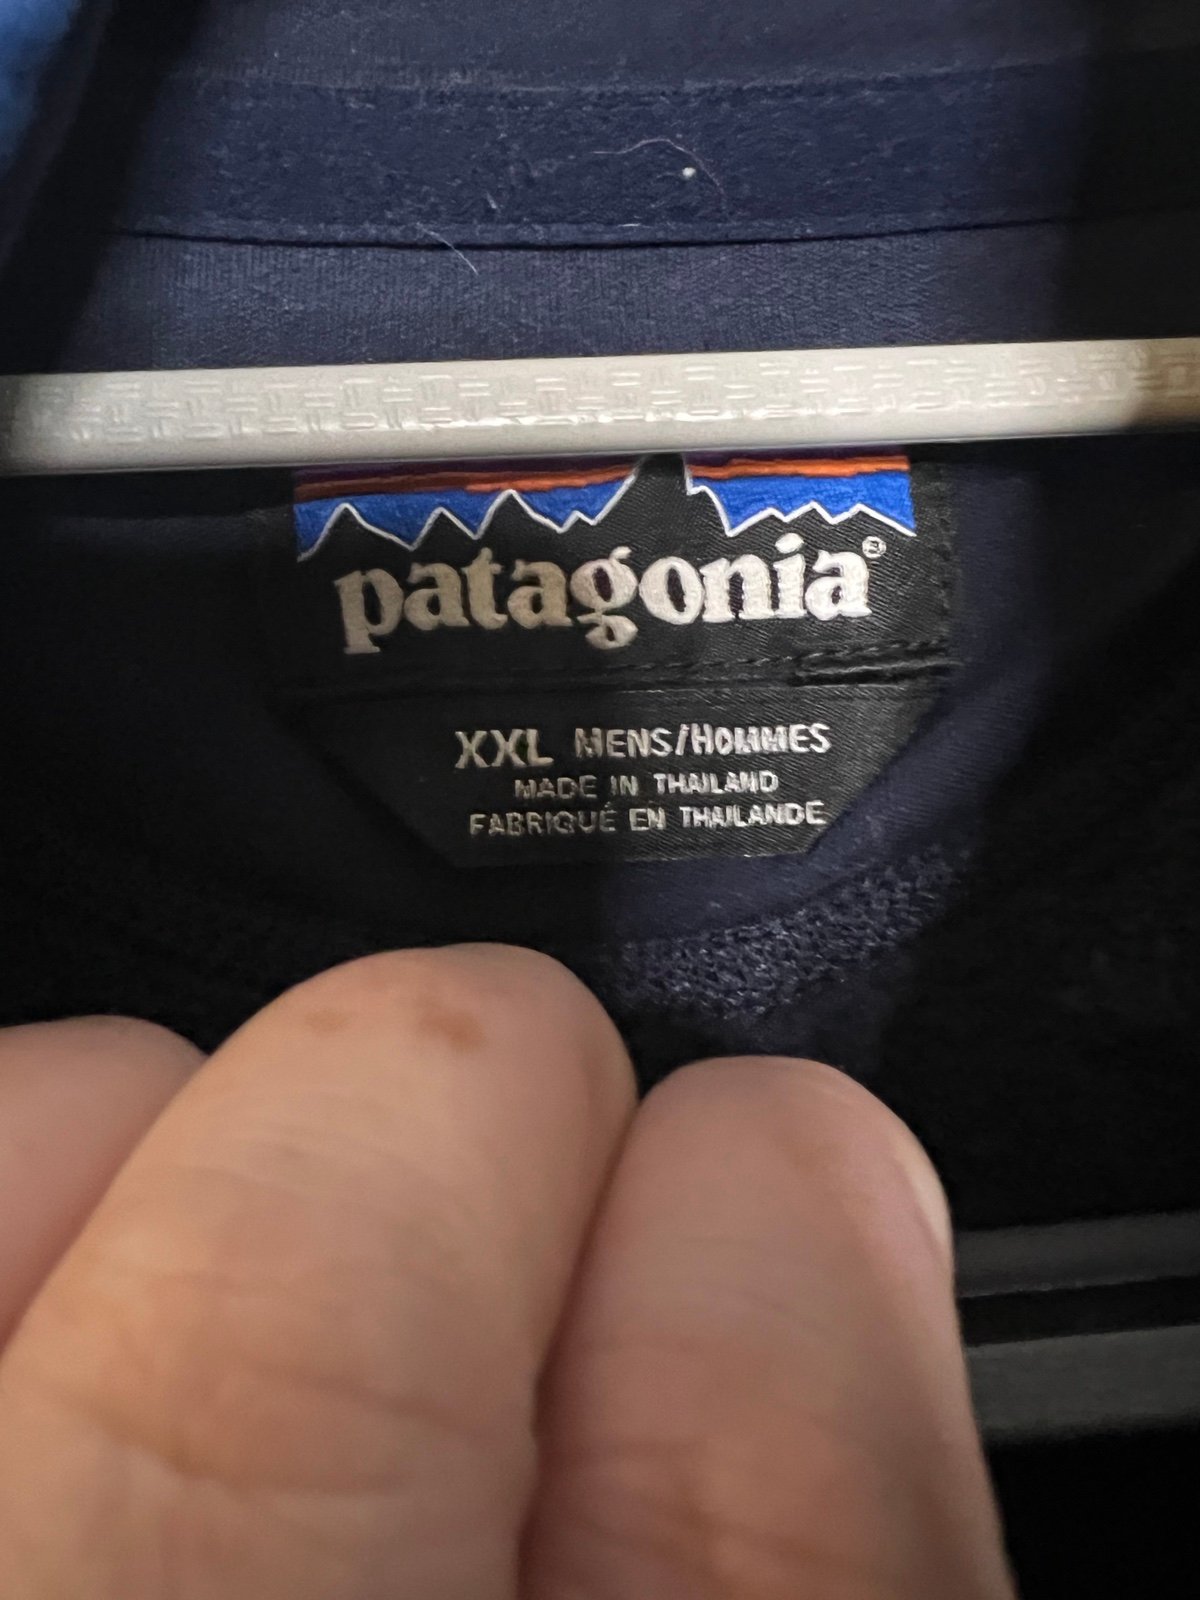 patagonia®
XXL MENS/HOMMES
MADE IN THAILAND
FABRIQUÉ EN THAILANDE